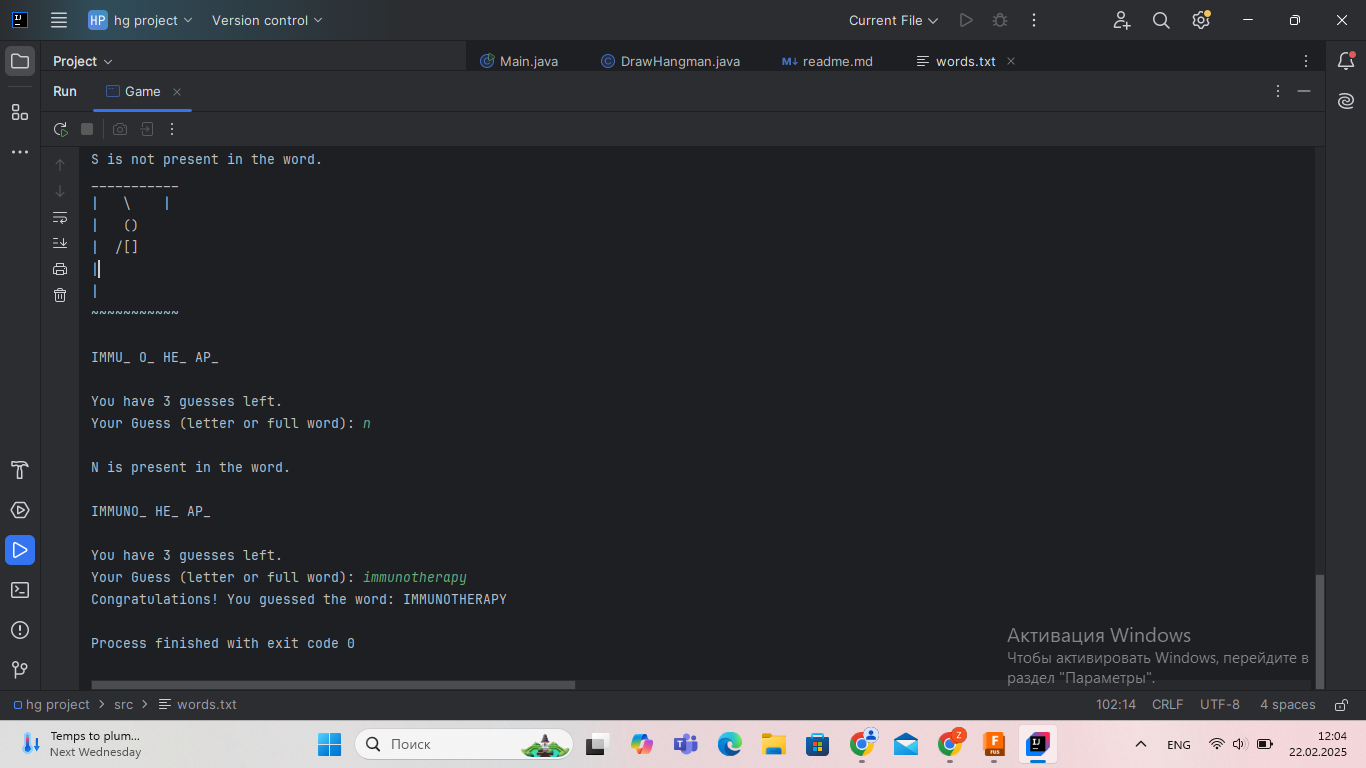 HP hg project Version control Current File
Project Main.java DrawHangman.java M↓ readme.md words.txt
Run Game
S is not present in the word.
___________
|   \    |
|   ()
|  /[]
|
|
~~~~~~~~~~~
IMMU_ O_ HE_ AP_
You have 3 guesses left.
Your Guess (letter or full word): n
N is present in the word.
IMMUNO_ HE_ AP_
You have 3 guesses left.
Your Guess (letter or full word): immunotherapy
Congratulations! You guessed the word: IMMUNOTHERAPY
Process finished with exit code 0
Активация Windows
Чтобы активировать Windows, перейдите в
раздел "Параметры".
hg project > src > words.txt 102:14 CRLF UTF-8 4 spaces
Temps to plum...
Next Wednesday
Поиск
ENG
12:04
22.02.2025